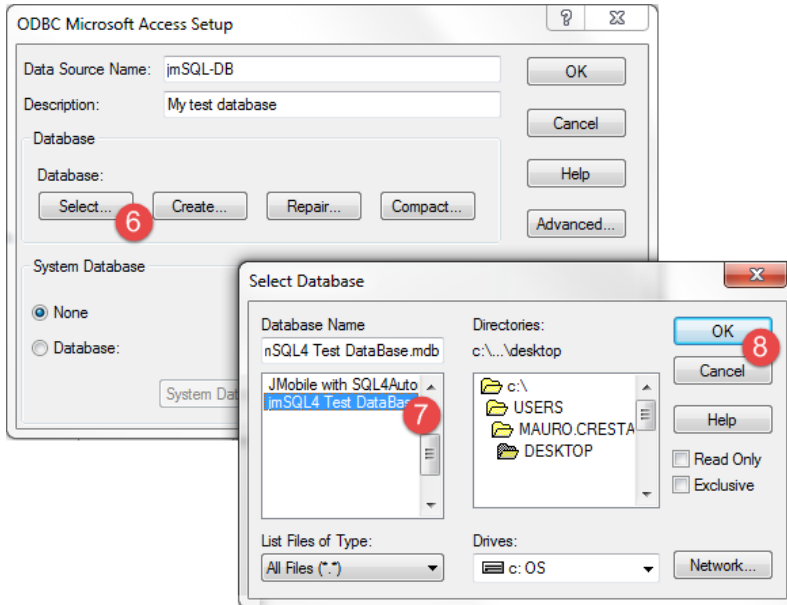 ODBC Microsoft Access Setup
Data Source Name: jmSQL-DB
OK
Description: My test database
Cancel
Database
Database:
Help
Select... Create... Repair... Compact...
6
Advanced...
System Database
None
Database:
System Dat
Select Database
Database Name
nSQL4 Test DataBase.mdb
JMobile with SQL4Auto
jmSQL4 Test DataBas
7
List Files of Type:
All Files (*.*)
Directories:
c:\...\desktop
c:\
USERS
MAURO.CRESTA
DESKTOP
Drives:
c: OS
OK
8
Cancel
Help
Read Only
Exclusive
Network...